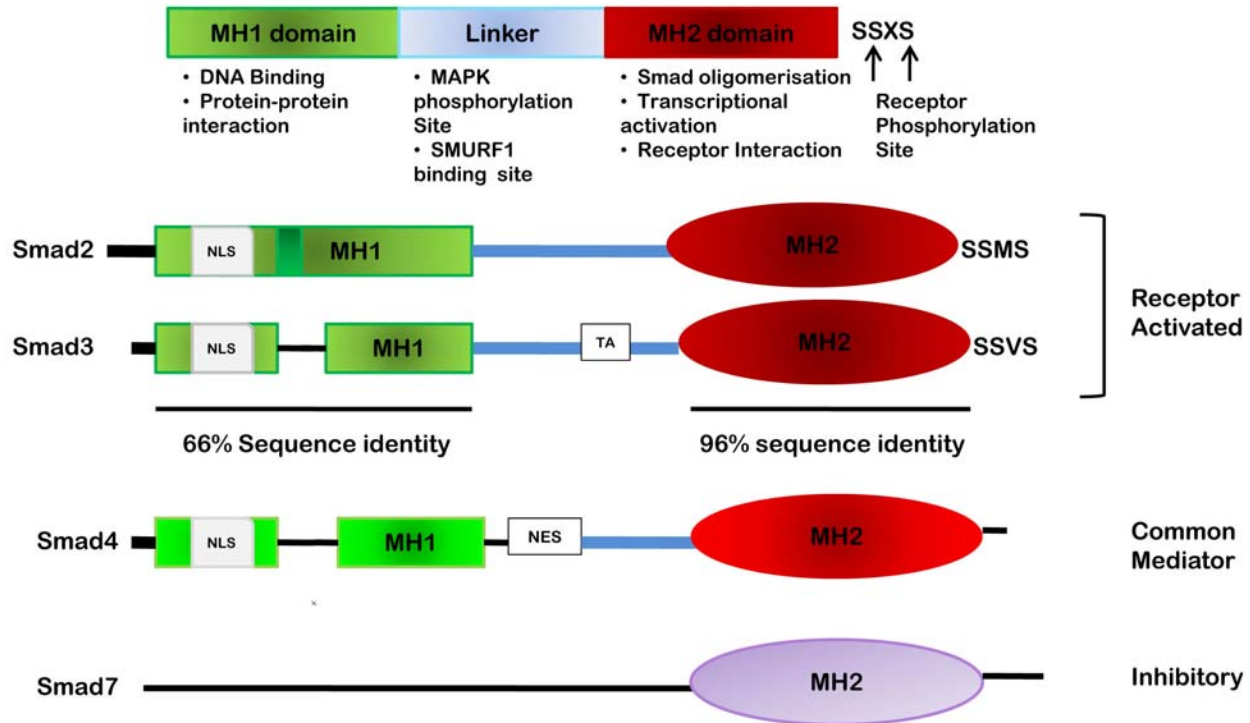 MH1 domain Linker MH2 domain SSXS
• DNA Binding
• Protein-protein
interaction
• MAPK
phosphorylation
Site
• SMURF1
binding site
• Smad oligomerisation
• Transcriptional
activation
• Receptor Interaction
Receptor
Phosphorylation
Site
Smad2 NLS MH1 MH2 SSMS
Smad3 NLS MH1 TA MH2 SSVS
Receptor
Activated
66% Sequence identity 96% sequence identity
Smad4 NLS MH1 NES MH2
Common
Mediator
Smad7 MH2 Inhibitory